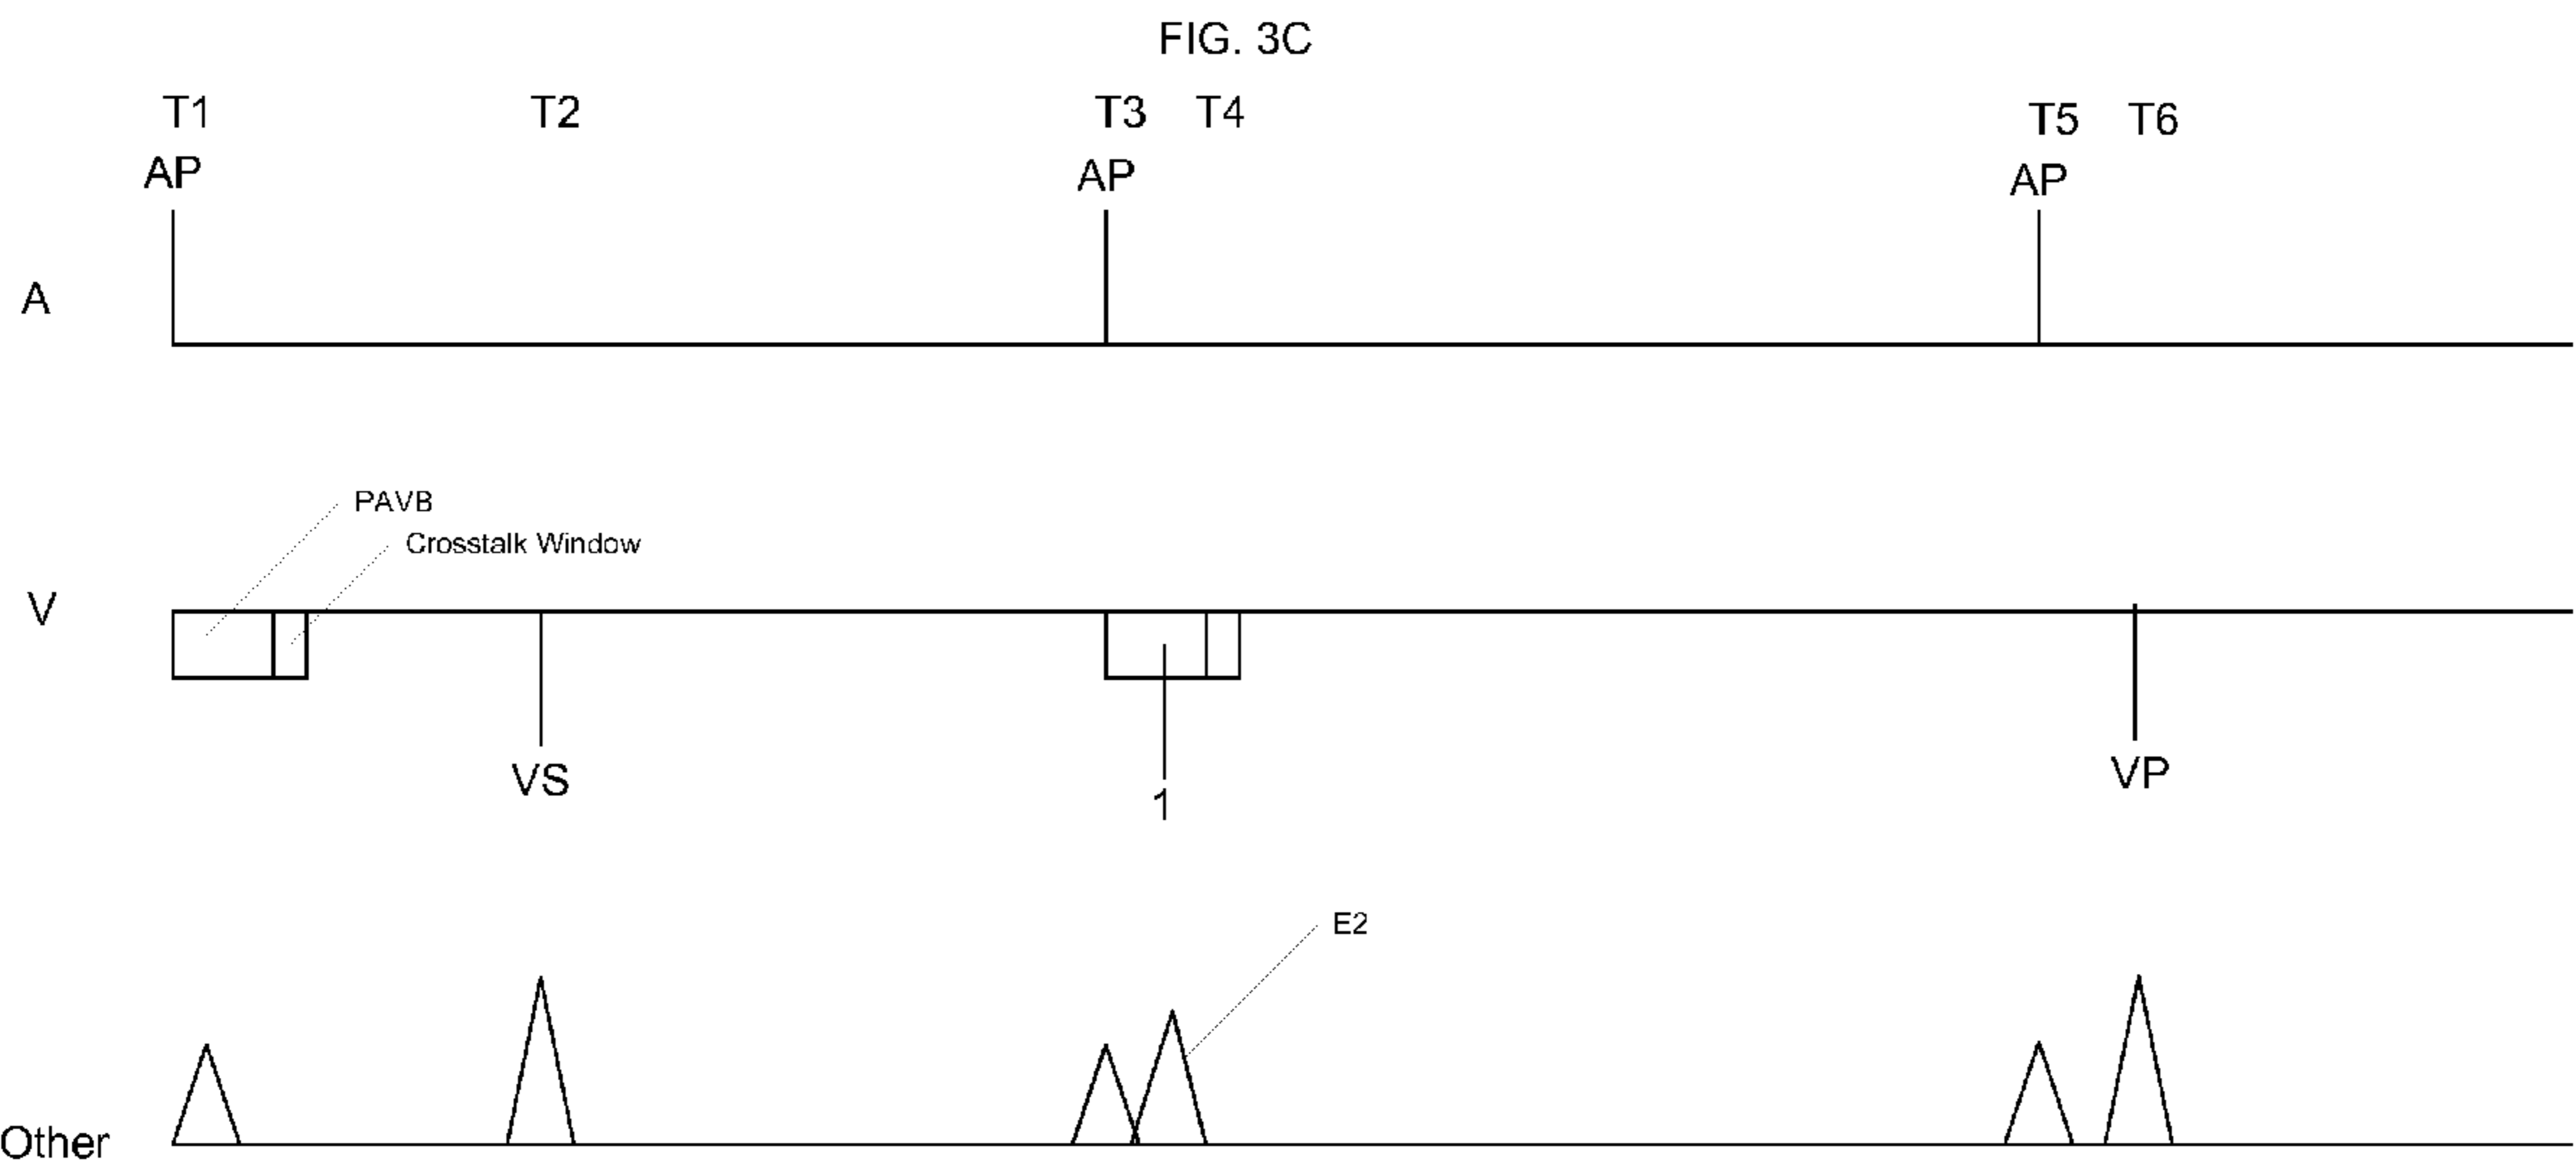 FIG. 3C
T1 T2 T3 T4 T5 T6
AP AP AP
A
PAVB
Crosstalk Window
V
VS 1 VP
E2
Other